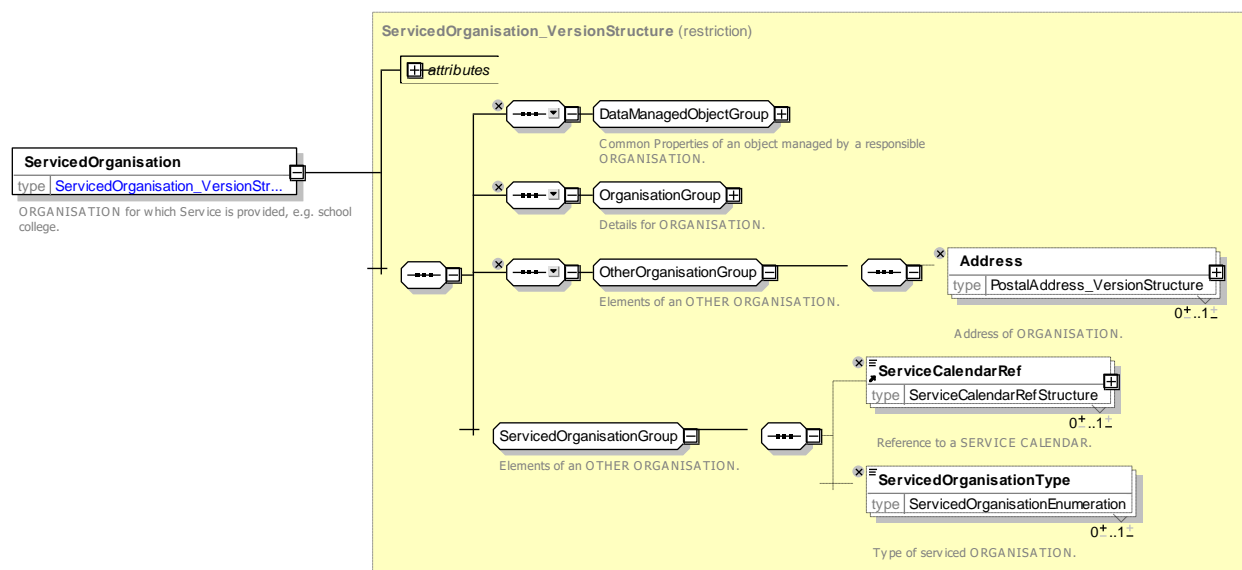 ServicedOrganisation_VersionStructure (restriction)
attributes
DataManagedObjectGroup
Common Properties of an object managed by a responsible
ORGANISATION.
ServicedOrganisation
type ServicedOrganisation_VersionStr...
ORGANISATION for which Service is provided, e.g. school
college.
OrganisationGroup
Details for ORGANISATION.
OtherOrganisationGroup
Elements of an OTHER ORGANISATION.
Address
type PostalAddress_VersionStructure
0±..1±
Address of ORGANISATION.
ServiceCalendarRef
type ServiceCalendarRefStructure
0±..1±
Reference to a SERVICE CALENDAR.
ServicedOrganisationGroup
Elements of an OTHER ORGANISATION.
ServicedOrganisationType
type ServicedOrganisationEnumeration
0±..1±
Type of serviced ORGANISATION.